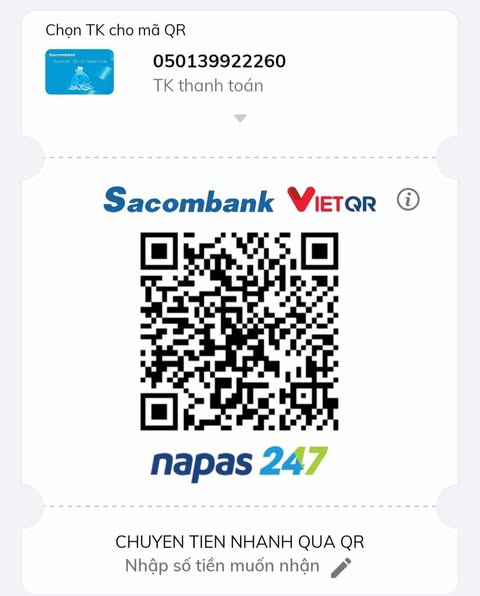 Chọn TK cho mã QR
Sacombank
050139922260
TK thanh toán
Sacombank VIETQR
napas 247
CHUYEN TIEN NHANH QUA QR
Nhập số tiền muốn nhận